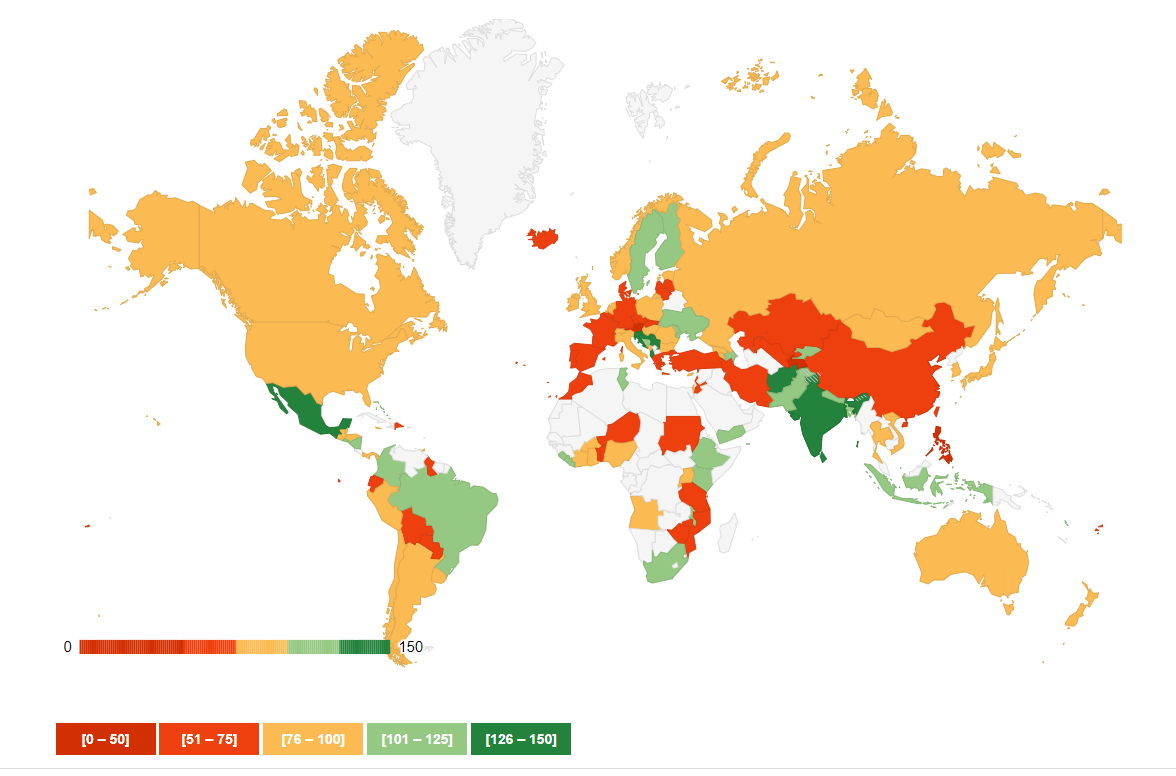 0 150
[0 – 50] [51 – 75] [76 – 100] [101 – 125] [126 – 150]